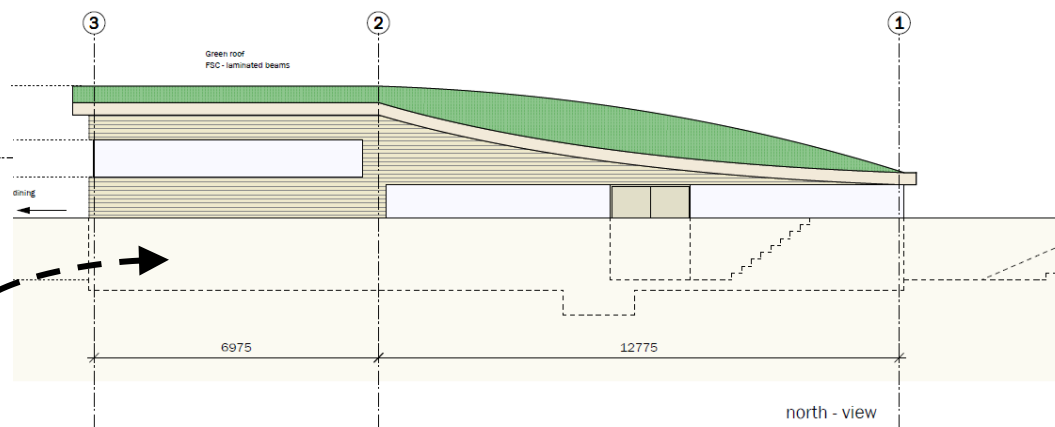 3
2
1
Green roof
FSC - laminated beams
dining
6975
12775
north - view